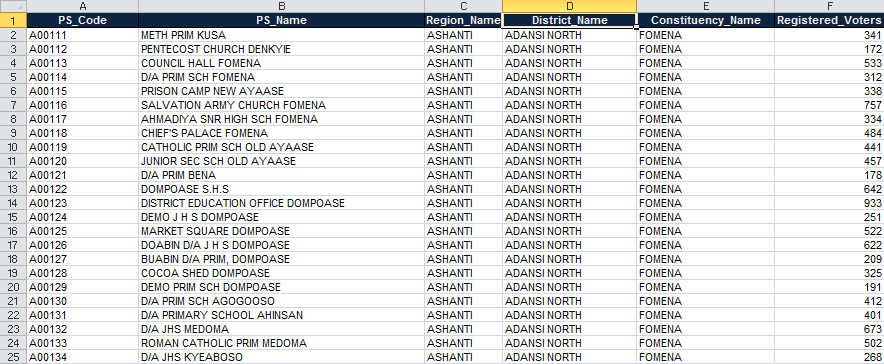 A B C D E F
1 PS_Code PS_Name Region_Name District_Name Constituency_Name Registered_Voters
2 A00111 METH PRIM KUSA ASHANTI ADANSI NORTH FOMENA 341
3 A00112 PENTECOST CHURCH DENKYIE ASHANTI ADANSI NORTH FOMENA 172
4 A00113 COUNCIL HALL FOMENA ASHANTI ADANSI NORTH FOMENA 533
5 A00114 D/A PRIM SCH FOMENA ASHANTI ADANSI NORTH FOMENA 312
6 A00115 PRISON CAMP NEW AYAASE ASHANTI ADANSI NORTH FOMENA 338
7 A00116 SALVATION ARMY CHURCH FOMENA ASHANTI ADANSI NORTH FOMENA 757
8 A00117 AHMADIYA SNR HIGH SCH FOMENA ASHANTI ADANSI NORTH FOMENA 334
9 A00118 CHIEF'S PALACE FOMENA ASHANTI ADANSI NORTH FOMENA 484
10 A00119 CATHOLIC PRIM SCH OLD AYAASE ASHANTI ADANSI NORTH FOMENA 441
11 A00120 JUNIOR SEC SCH OLD AYAASE ASHANTI ADANSI NORTH FOMENA 457
12 A00121 D/A PRIM BENA ASHANTI ADANSI NORTH FOMENA 178
13 A00122 DOMPOASE S.H.S ASHANTI ADANSI NORTH FOMENA 642
14 A00123 DISTRICT EDUCATION OFFICE DOMPOASE ASHANTI ADANSI NORTH FOMENA 933
15 A00124 DEMO J H S DOMPOASE ASHANTI ADANSI NORTH FOMENA 251
16 A00125 MARKET SQUARE DOMPOASE ASHANTI ADANSI NORTH FOMENA 522
17 A00126 DOABIN D/A J H S DOMPOASE ASHANTI ADANSI NORTH FOMENA 622
18 A00127 BUABIN D/A PRIM, DOMPOASE ASHANTI ADANSI NORTH FOMENA 209
19 A00128 COCOA SHED DOMPOASE ASHANTI ADANSI NORTH FOMENA 325
20 A00129 DEMO PRIM SCH DOMPOASE ASHANTI ADANSI NORTH FOMENA 191
21 A00130 D/A PRIM SCH AGOGOOSO ASHANTI ADANSI NORTH FOMENA 412
22 A00131 D/A PRIMARY SCHOOL AHINSAN ASHANTI ADANSI NORTH FOMENA 401
23 A00132 D/A JHS MEDOMA ASHANTI ADANSI NORTH FOMENA 673
24 A00133 ROMAN CATHOLIC PRIM MEDOMA ASHANTI ADANSI NORTH FOMENA 502
25 A00134 D/A JHS KYEABOSO ASHANTI ADANSI NORTH FOMENA 268